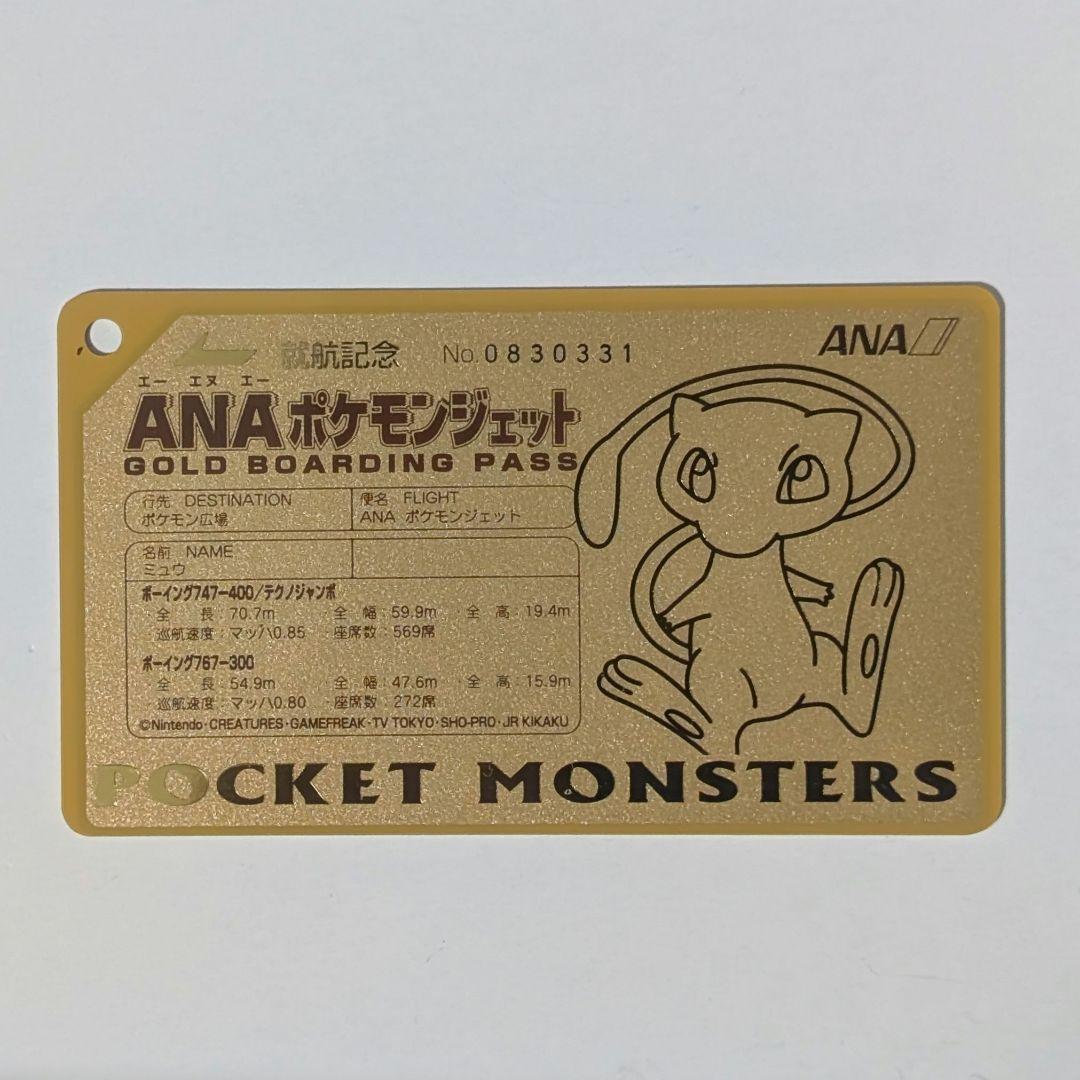 就航記念 No.0830331 ANA
エー エヌ エー
ANAポケモンジェット
GOLD BOARDING PASS
行先 DESTINATION 便名 FLIGHT
ポケモン広場 ANA ポケモンジェット
名前 NAME
ミュウ
ボーイング747-400/テクノジャンボ
全 長:70.7m 全 幅:59.9m 全 高:19.4m
巡航速度:マッハ0.85 座席数:569席
ボーイング767-300
全 長:54.9m 全 幅:47.6m 全 高:15.9m
巡航速度:マッハ0.80 座席数:272席
©Nintendo・CREATURES・GAMEFREAK・TV TOKYO・SHO-PRO・JR KIKAKU
POCKET MONSTERS